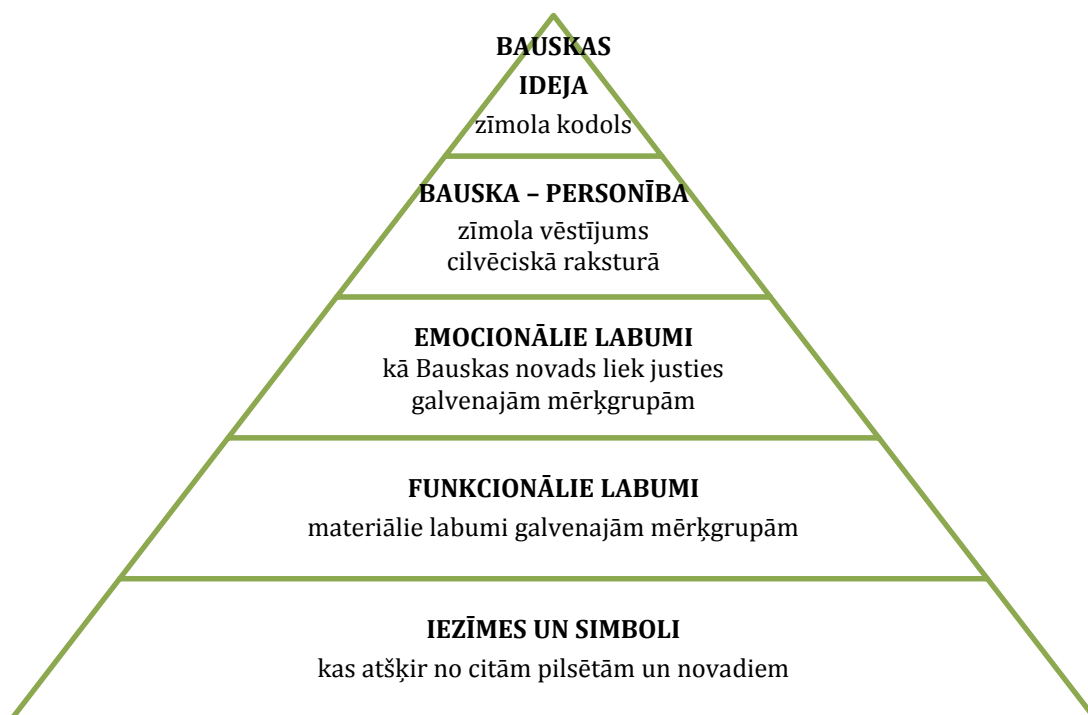 BAUSKAS
IDEJA
zīmola kodols
BAUSKA – PERSONĪBA
zīmola vēstījums
cilvēciskā raksturā
EMOCIONĀLIE LABUMI
kā Bauskas novads liek justies
galvenajām mērķgrupām
FUNKCIONĀLIE LABUMI
materiālie labumi galvenajām mērķgrupām
IEZĪMES UN SIMBOLI
kas atšķir no citām pilsētām un novadiem